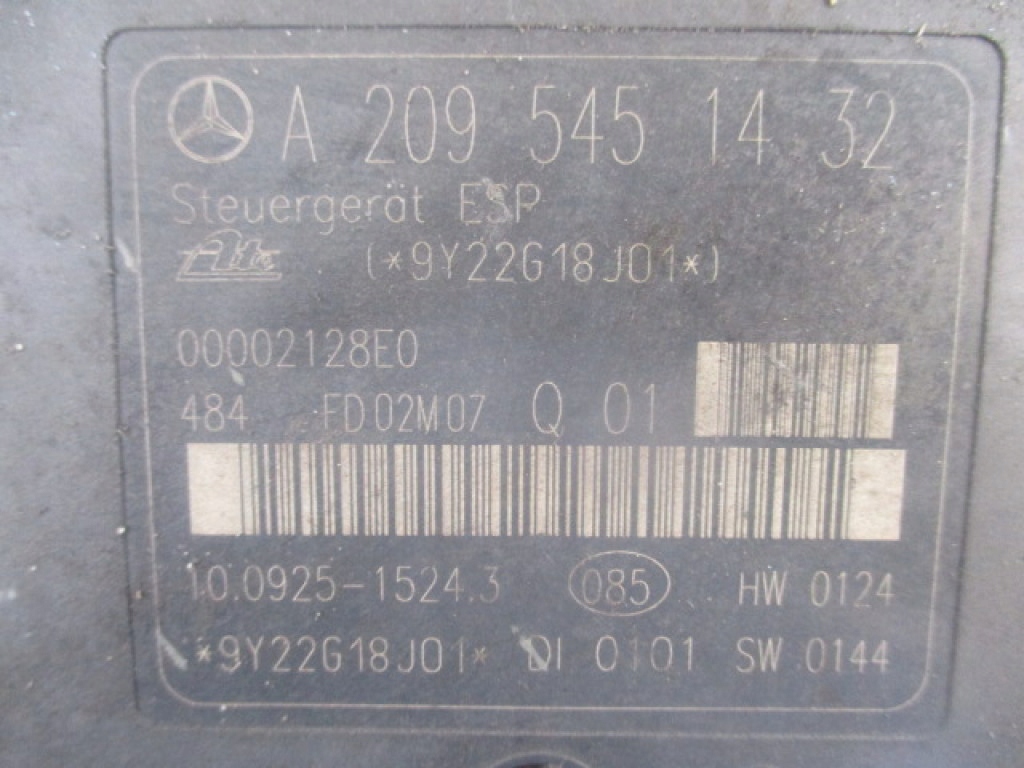 A 209 545 14 32
Steuergerät ESP
Ate (*9Y22G18J01*)
00002128E0
484 FD02M07 Q 01
10.0925-1524.3 085 HW 0124
*9Y22G18J01* DI 0101 SW 0144